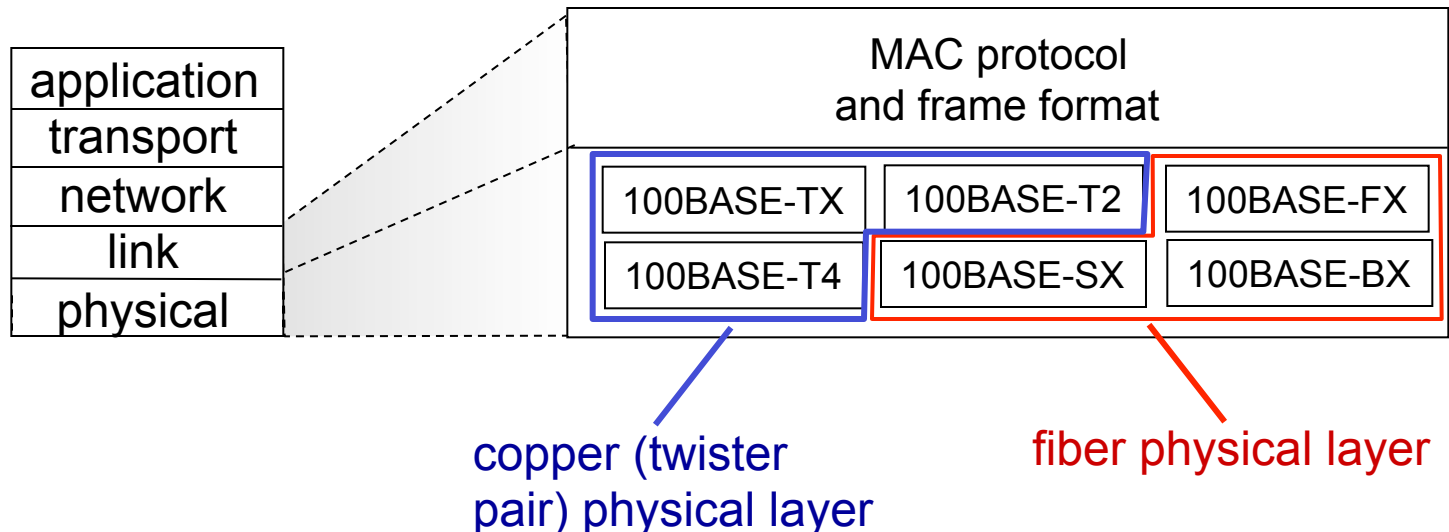 application
transport
network
link
physical
MAC protocol
and frame format
100BASE-TX
100BASE-T2
100BASE-FX
100BASE-T4
100BASE-SX
100BASE-BX
copper (twister
pair) physical layer
fiber physical layer